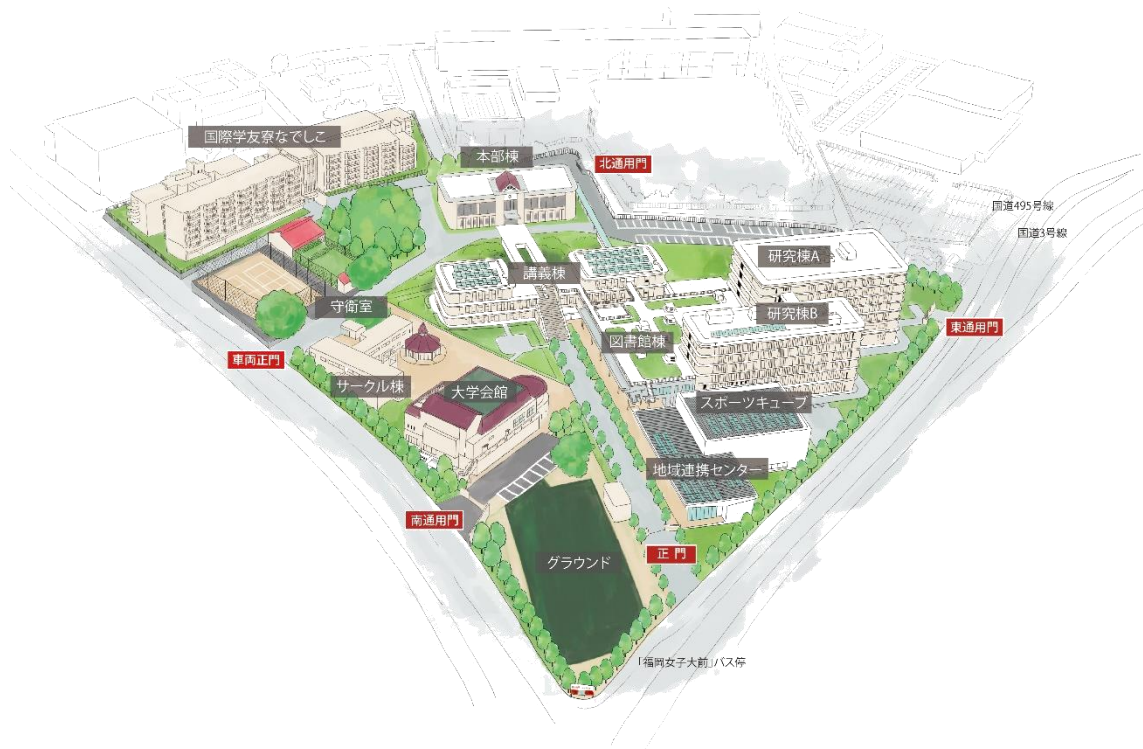 国際学友寮なでしこ
本部棟
北通用門
国道495号線
国道3号線
研究棟A
講義棟
守衛室
研究棟B
東通用門
図書館棟
車両正門
サークル棟
大学会館
スポーツキューブ
地域連携センター
南通用門
正門
グラウンド
「福岡女子大前」バス停